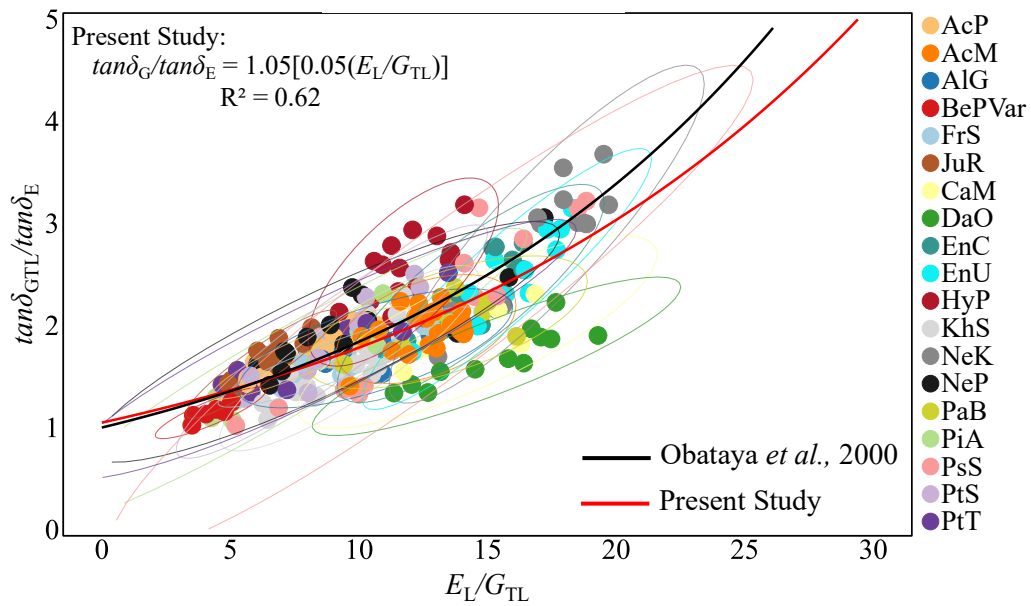 5
4
3
2
1
0
tanδGTL/tanδE
Present Study:
tanδG/tanδE = 1.05[0.05(EL/GTL)]
R² = 0.62
Obataya et al., 2000
Present Study
0 5 10 15 20 25 30
EL/GTL
AcP
AcM
AlG
BePVar
FrS
JuR
CaM
DaO
EnC
EnU
HyP
KhS
NeK
NeP
PaB
PiA
PsS
PtS
PtT